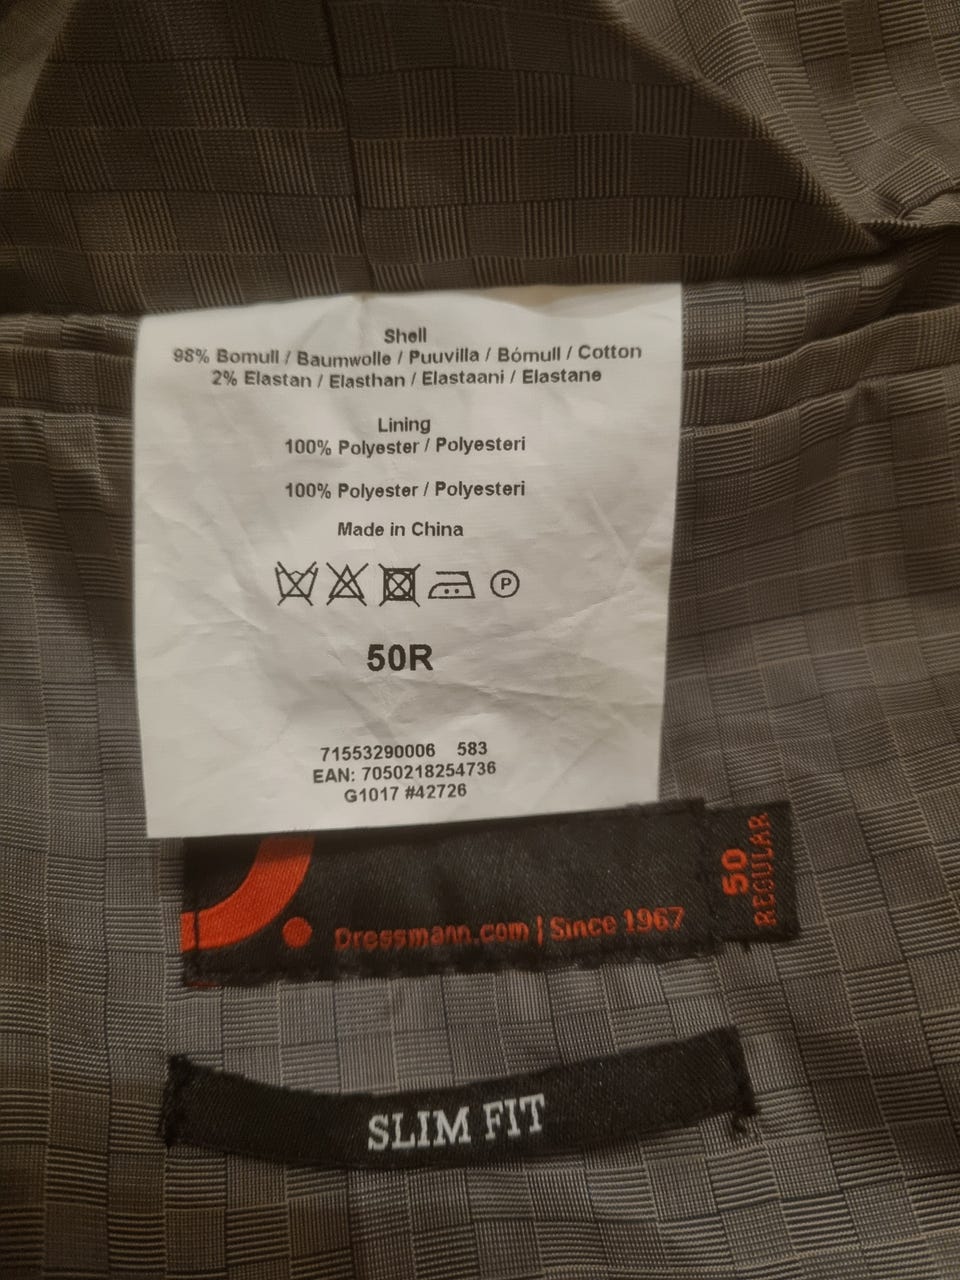 Shell
98% Bomull / Baumwolle / Puuvilla / Bómull / Cotton
2% Elastan / Elasthan / Elastaani / Elastane
Lining
100% Polyester / Polyesteri
100% Polyester / Polyesteri
Made in China
P
50R
71553290006 583
EAN: 7050218254736
G1017 #42726
Dressmann.com | Since 1967
50
REGULAR
SLIM FIT